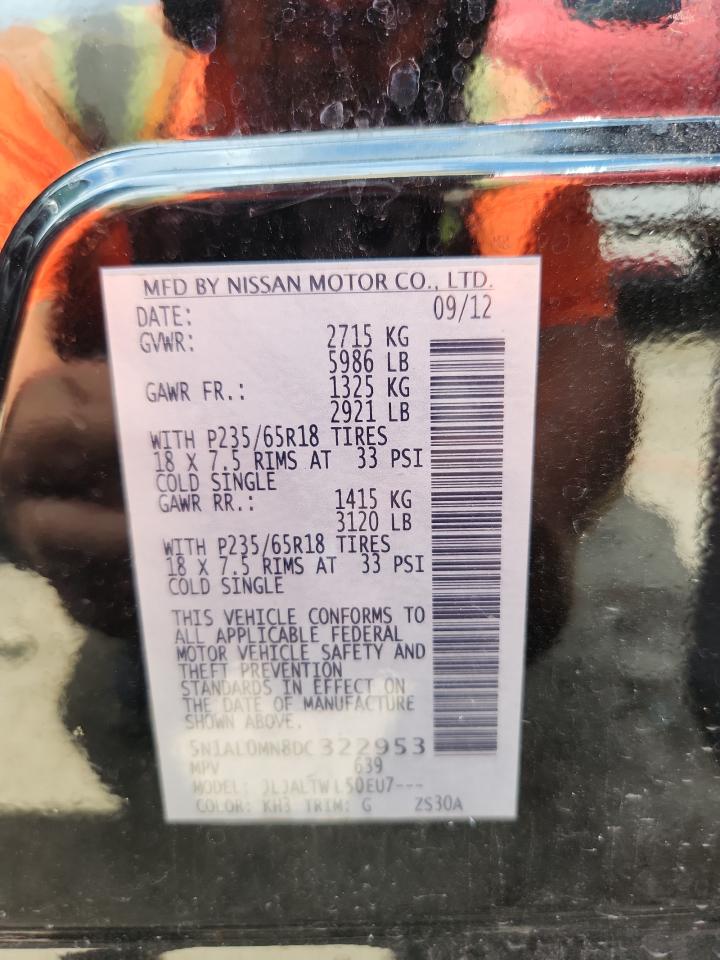 MFD BY NISSAN MOTOR CO., LTD.
DATE: 09/12
GVWR: 2715 KG
5986 LB
GAWR FR.: 1325 KG
2921 LB
WITH P235/65R18 TIRES
18 X 7.5 RIMS AT 33 PSI
COLD SINGLE
GAWR RR.: 1415 KG
3120 LB
WITH P235/65R18 TIRES
18 X 7.5 RIMS AT 33 PSI
COLD SINGLE
THIS VEHICLE CONFORMS TO
ALL APPLICABLE FEDERAL
MOTOR VEHICLE SAFETY AND
THEFT PREVENTION
STANDARDS IN EFFECT ON
THE DATE OF MANUFACTURE
SHOWN ABOVE.
5N1AL0MN8DC322953
MPV 639
MODEL: JLJALTWL50EU7---
COLOR: KH3 TRIM: G ZS30A